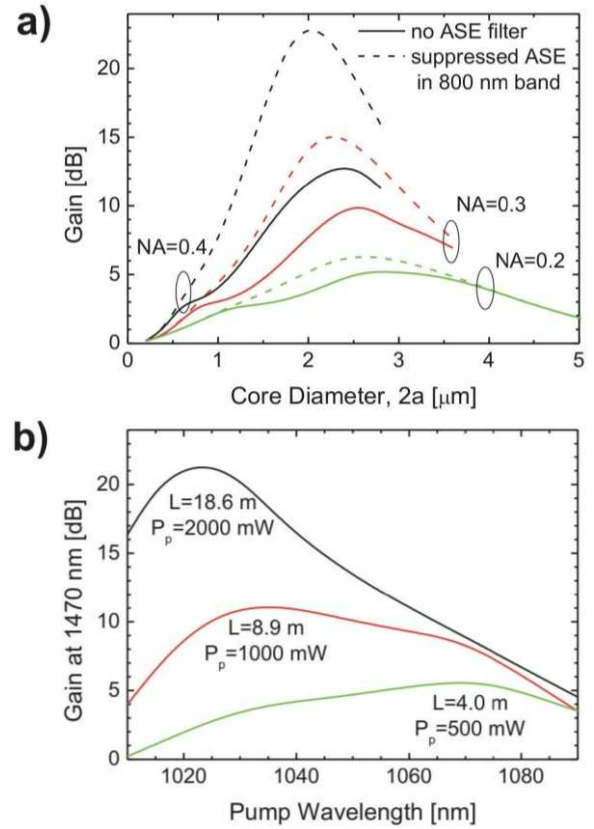 a)
no ASE filter
suppressed ASE
in 800 nm band
20
15
10
5
0
Gain [dB]
NA=0.4
NA=0.3
NA=0.2
0 1 2 3 4 5
Core Diameter, 2a [μm]
b)
20
15
10
5
0
Gain at 1470 nm [dB]
L=18.6 m
Pp=2000 mW
L=8.9 m
Pp=1000 mW
L=4.0 m
Pp=500 mW
1020 1040 1060 1080
Pump Wavelength [nm]